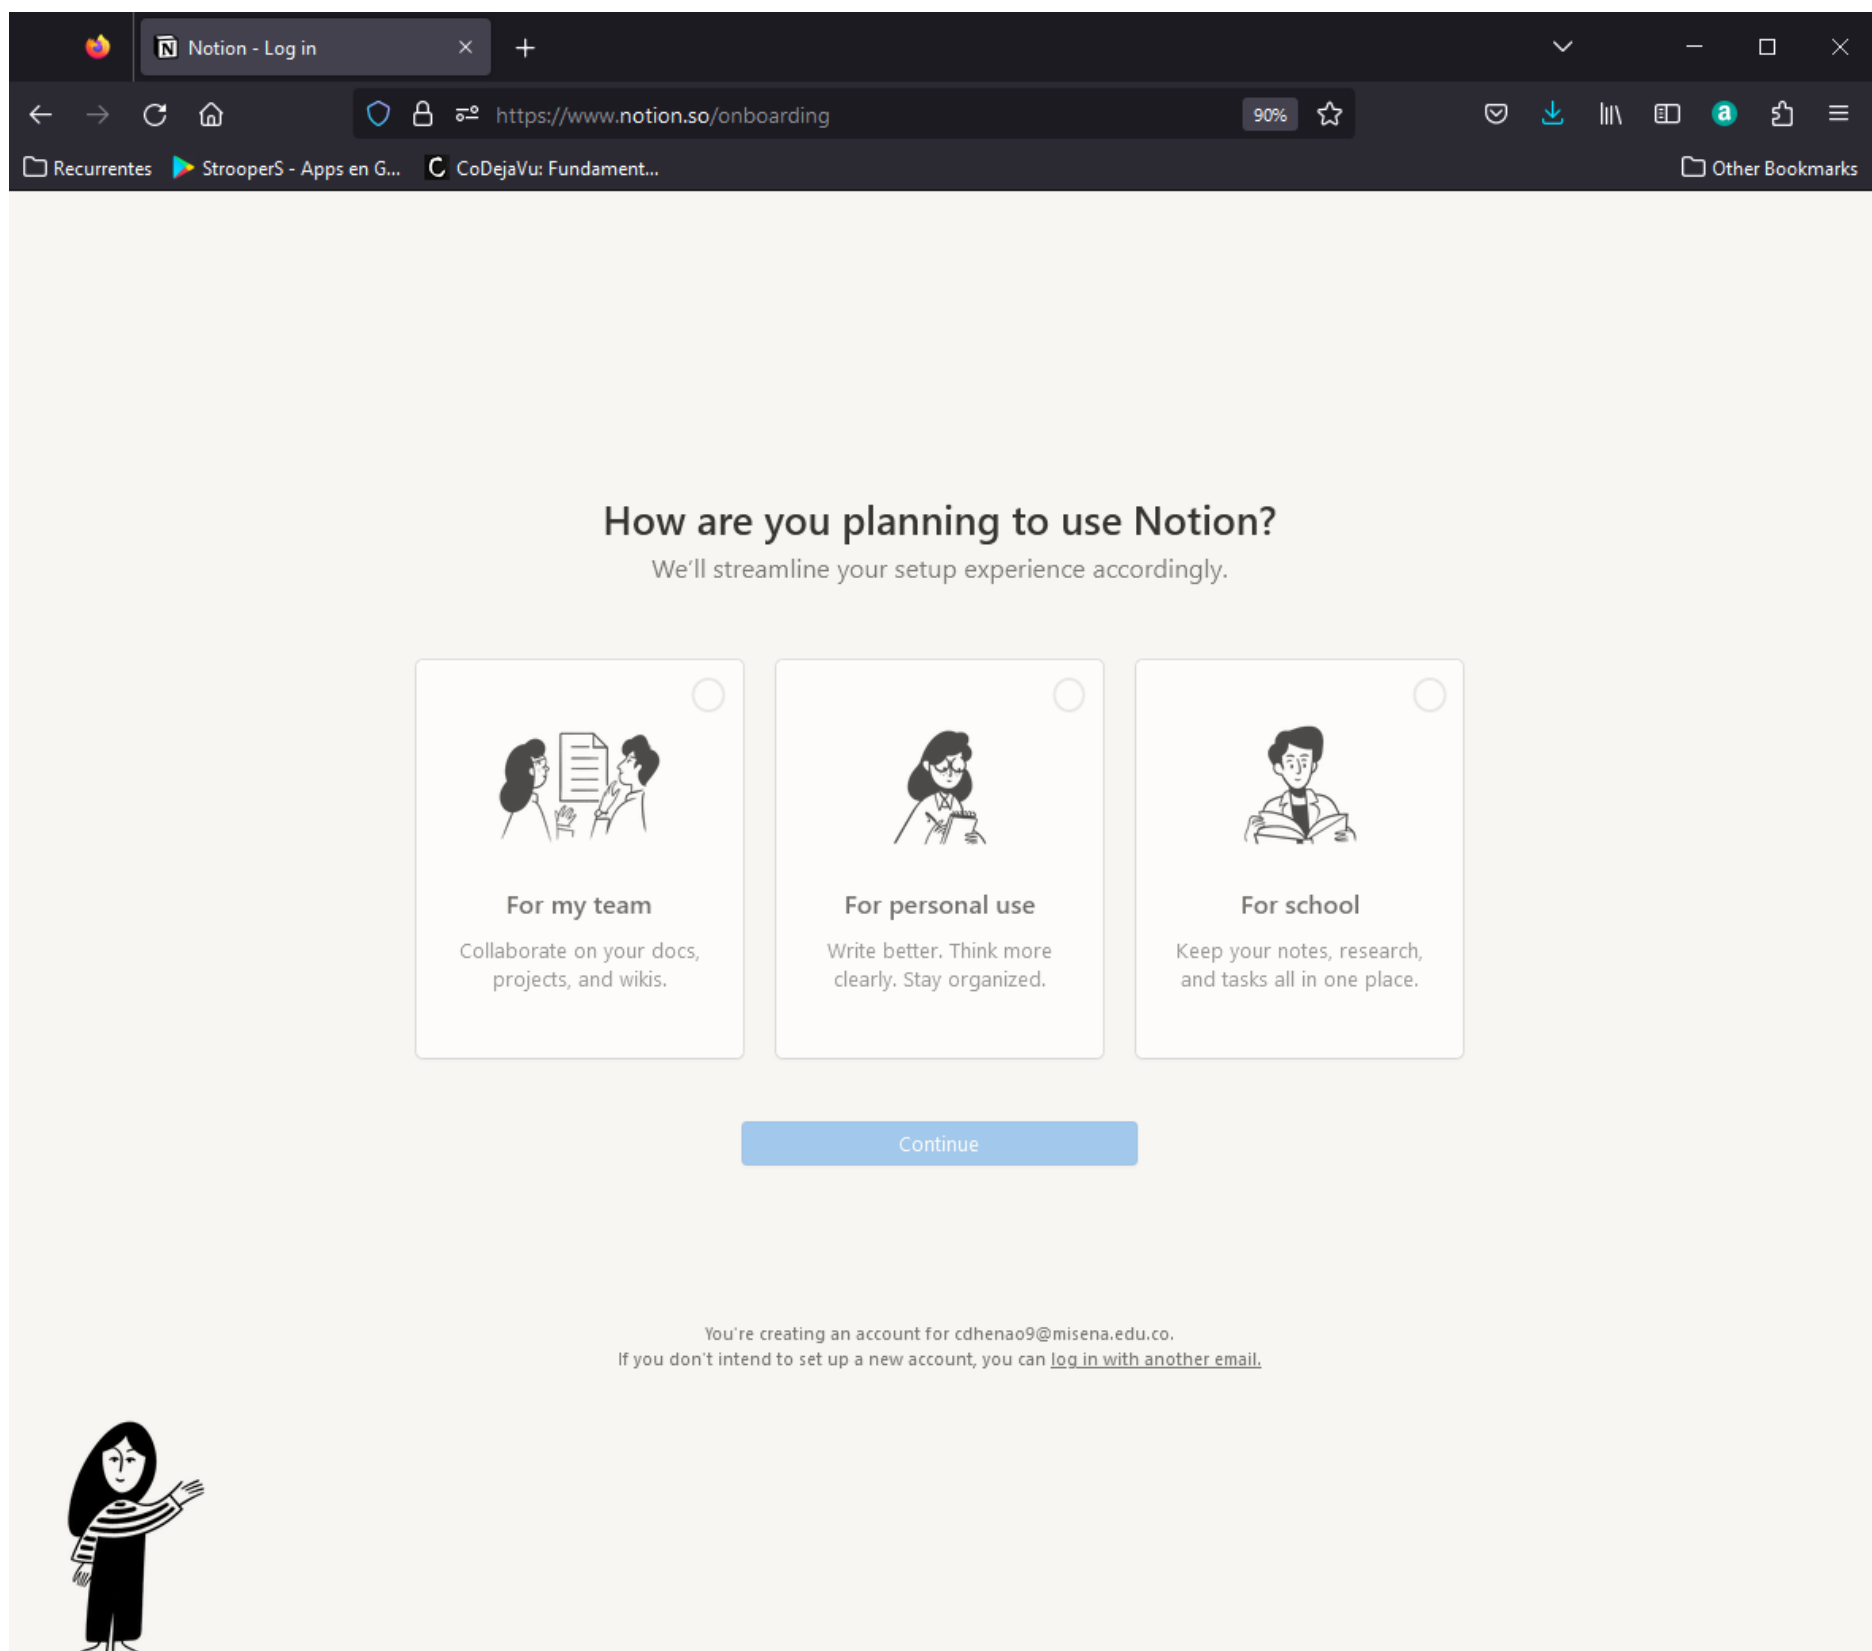 Notion - Log in
https://www.notion.so/onboarding
90%
Recurrentes
StrooperS - Apps en G...
CoDejaVu: Fundament...
Other Bookmarks
How are you planning to use Notion?
We'll streamline your setup experience accordingly.
For my team
Collaborate on your docs,
projects, and wikis.
For personal use
Write better. Think more
clearly. Stay organized.
For school
Keep your notes, research,
and tasks all in one place.
Continue
You're creating an account for cdhenao9@misena.edu.co.
If you don't intend to set up a new account, you can log in with another email.